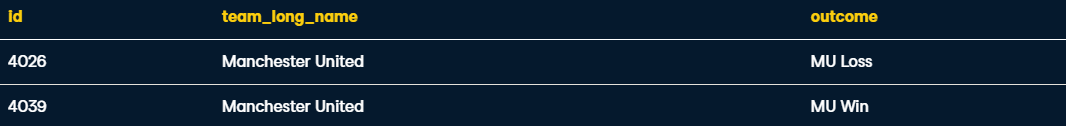 id team_long_name outcome
4026 Manchester United MU Loss
4039 Manchester United MU Win